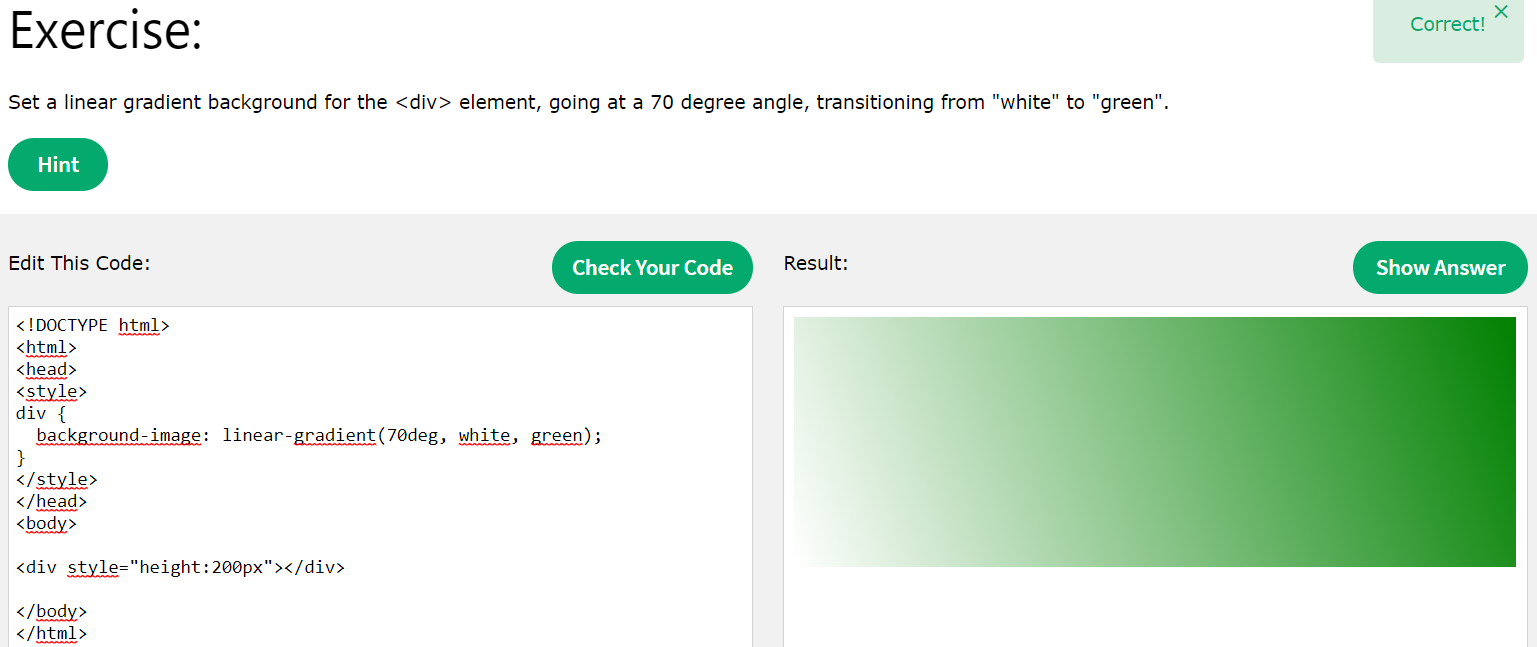 Exercise:
Correct!
×
Set a linear gradient background for the <div> element, going at a 70 degree angle, transitioning from "white" to "green".
Hint
Edit This Code:
Check Your Code
Result:
Show Answer
<!DOCTYPE html>
<html>
<head>
<style>
div {
  background-image: linear-gradient(70deg, white, green);
}
</style>
</head>
<body>
<div style="height:200px"></div>
</body>
</html>